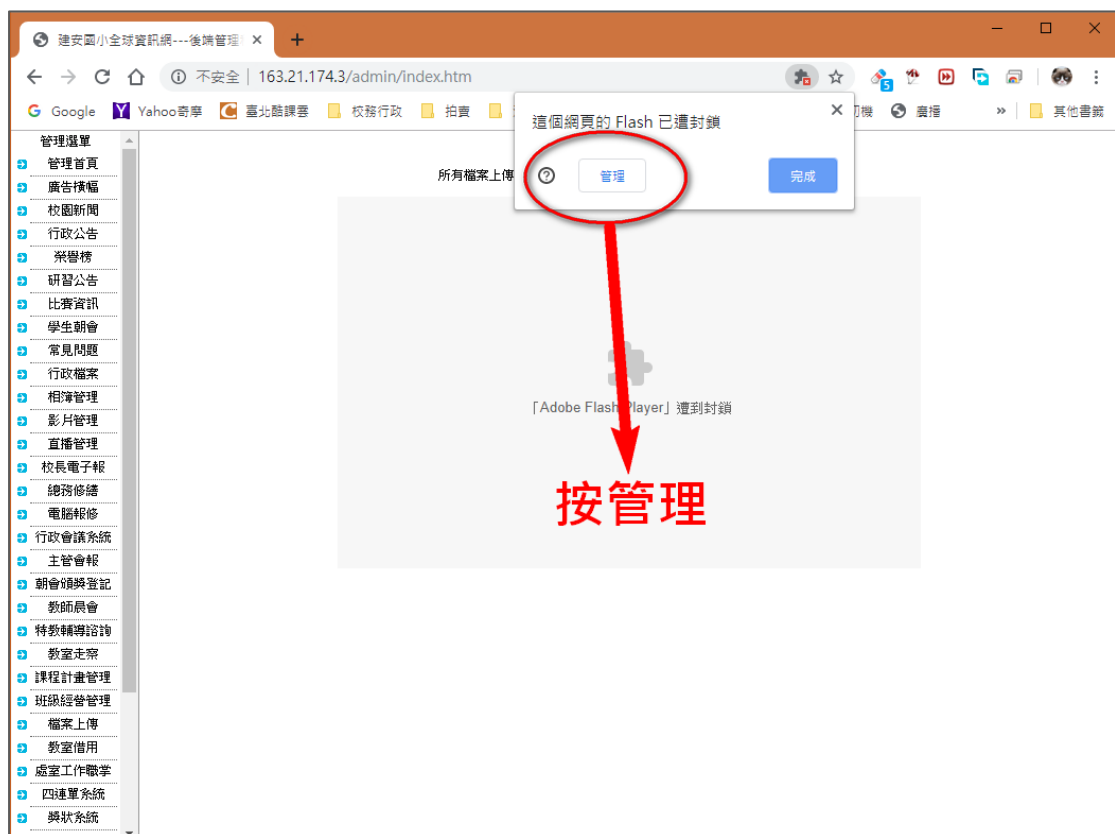 建安國小全球資訊網---後端管理
不安全 | 163.21.174.3/admin/index.htm
5
Google Yahoo奇摩 臺北酷課雲 校務行政 拍賣 廣播 » 其他書籤
這個網頁的 Flash 已遭封鎖
管理 完成
所有檔案上傳
「Adobe Flash Player」遭到封鎖
按管理
管理選單
管理首頁
廣告橫幅
校園新聞
行政公告
榮譽榜
研習公告
比賽資訊
學生朝會
常見問題
行政檔案
相簿管理
影片管理
直播管理
校長電子報
總務修繕
電腦報修
行政會議系統
主管會報
朝會頒獎登記
教師晨會
特教輔導諮詢
教室走察
課程計畫管理
班級經營管理
檔案上傳
教室借用
處室工作職掌
四連單系統
獎狀系統